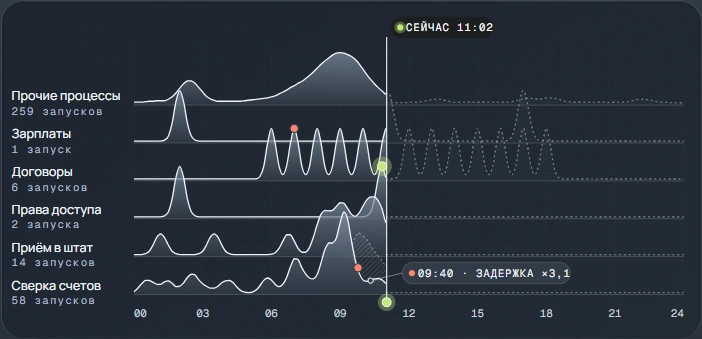 СЕЙЧАС 11:02
Прочие процессы
259 запусков
Зарплаты
1 запуск
Договоры
6 запусков
Права доступа
2 запуска
Приём в штат
14 запусков
Сверка счетов
58 запусков
09:40 · ЗАДЕРЖКА ×3,1
00 03 06 09 12 15 18 21 24